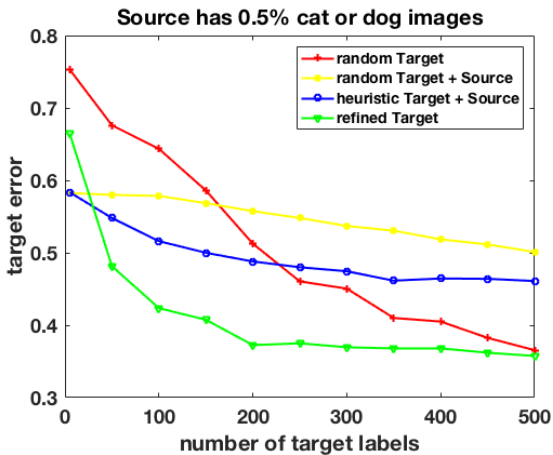 Source has 0.5% cat or dog images
0.8
0.7
0.6
0.5
0.4
0.3
target error
random Target
random Target + Source
heuristic Target + Source
refined Target
0 100 200 300 400 500
number of target labels